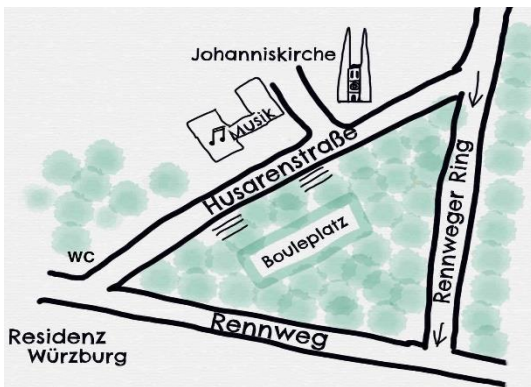 Johanniskirche
Musik
Husarenstraße
Rennweger Ring
Bouleplatz
WC
Rennweg
Residenz
Würzburg